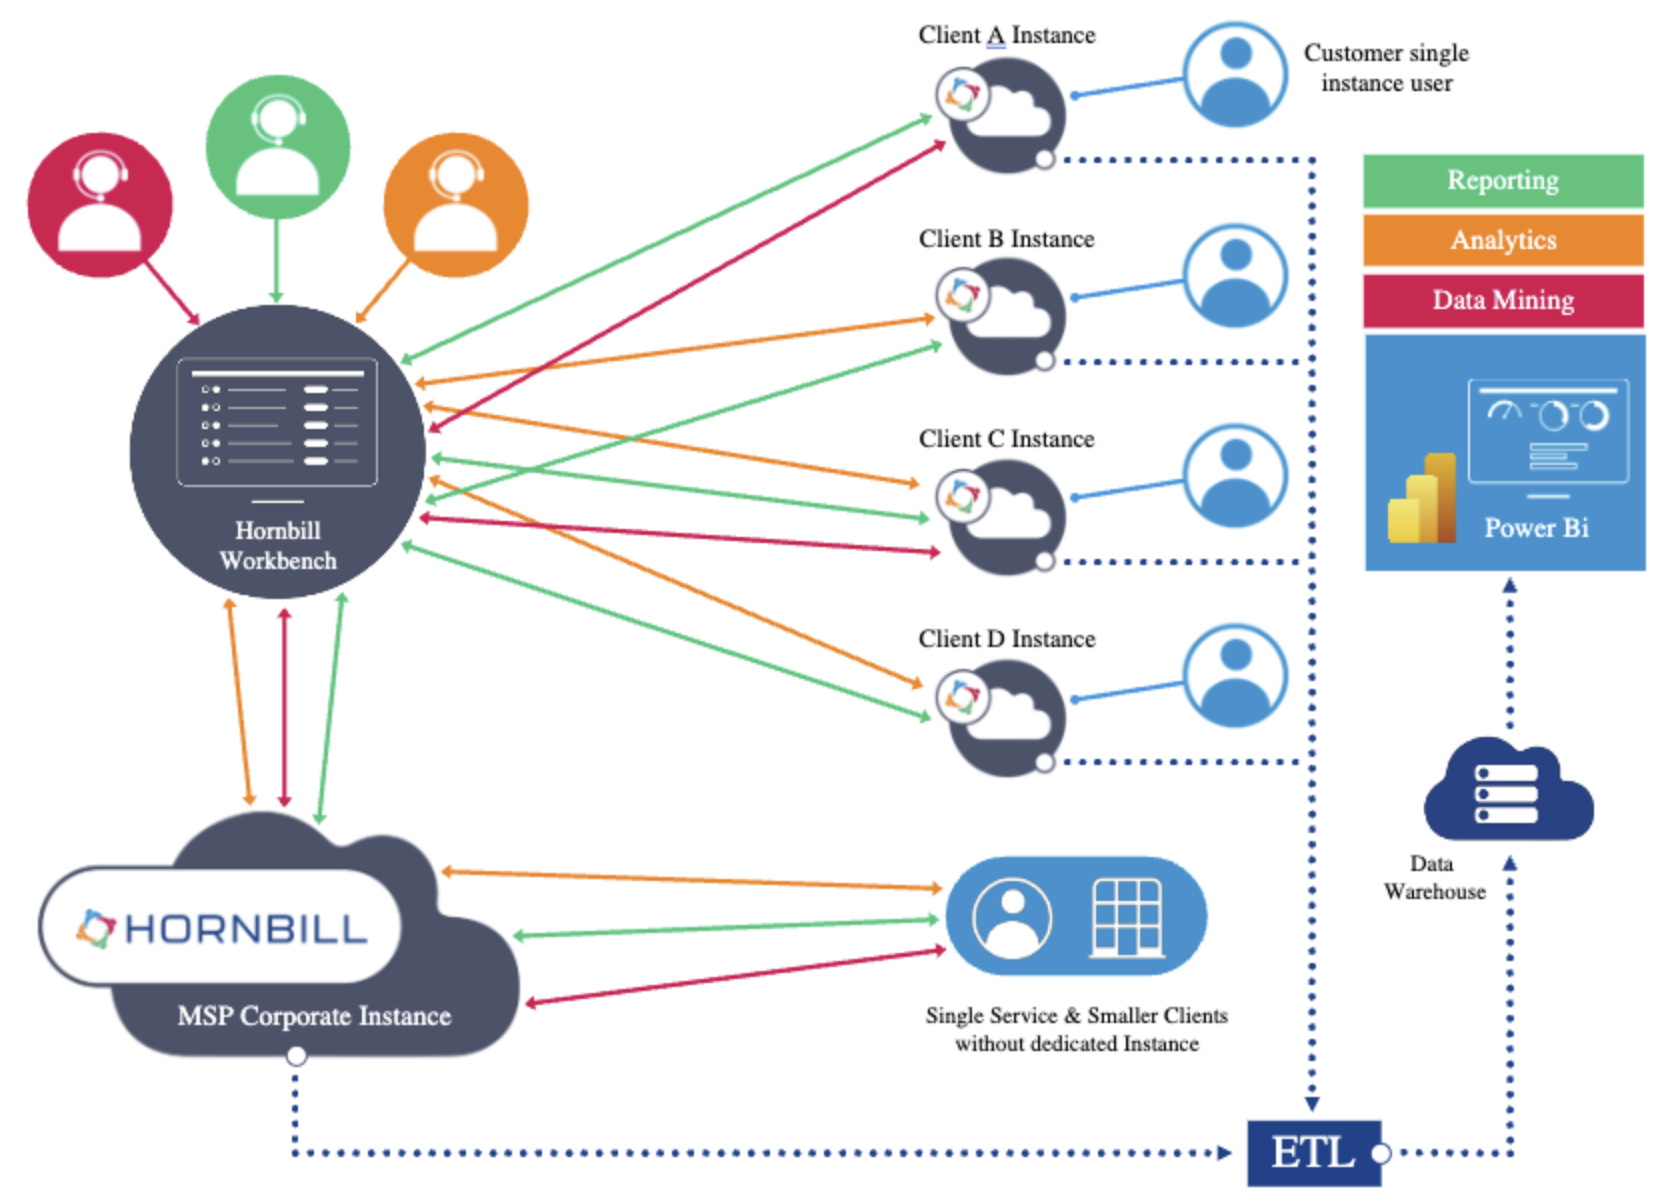 Client A Instance
Customer single
instance user
Reporting
Analytics
Data Mining
Client B Instance
Power Bi
Client C Instance
Hornbill
Workbench
Client D Instance
Data
Warehouse
HORNBILL
MSP Corporate Instance
Single Service & Smaller Clients
without dedicated Instance
ETL